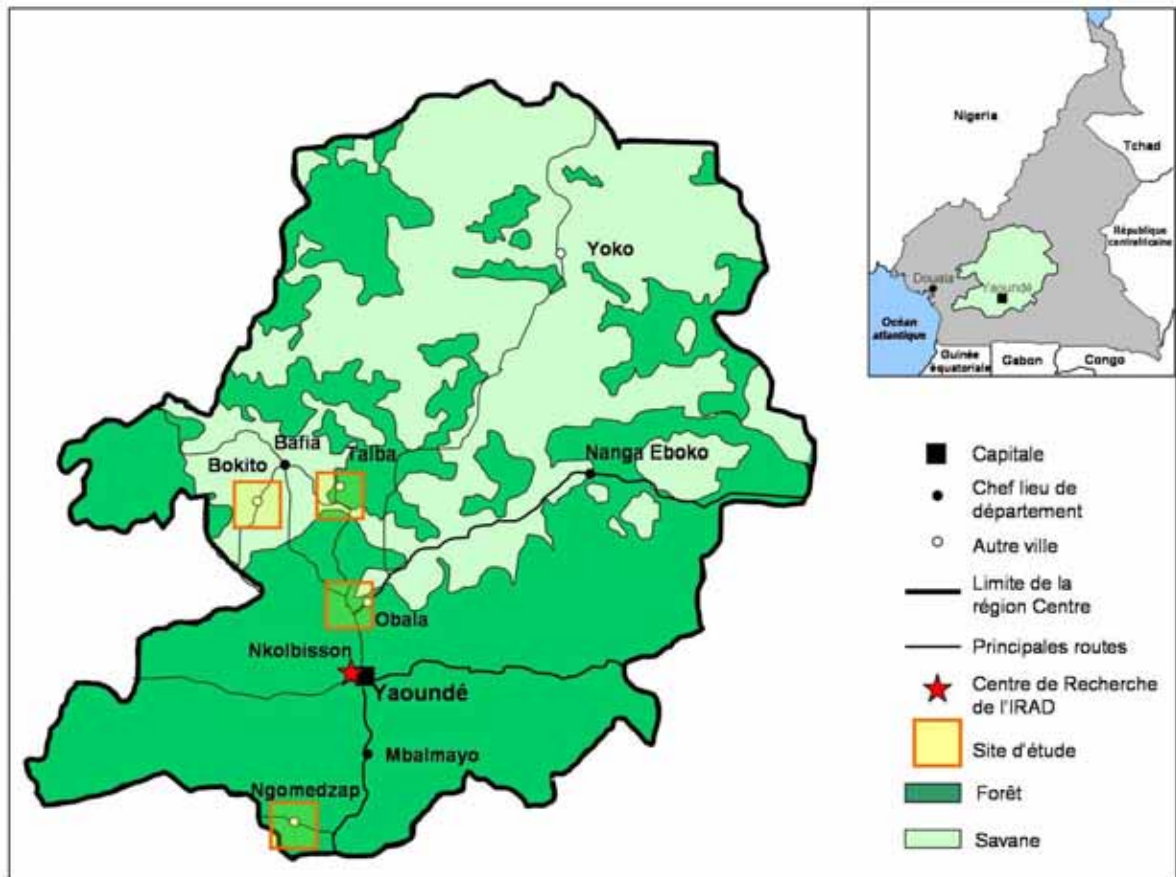 Yoko
Bafia
Talba
Bokito
Nanga Eboko
Obala
Nkolbisson
Yaoundé
Mbalmayo
Ngomedzap
Nigeria
Tchad
République
centrafricaine
Douala
Yaoundé
Océan
atlantique
Guinée
équatoriale
Gabon
Congo
Capitale
Chef lieu de
département
Autre ville
Limite de la
région Centre
Principales routes
Centre de Recherche
de l'IRAD
Site d'étude
Forêt
Savane